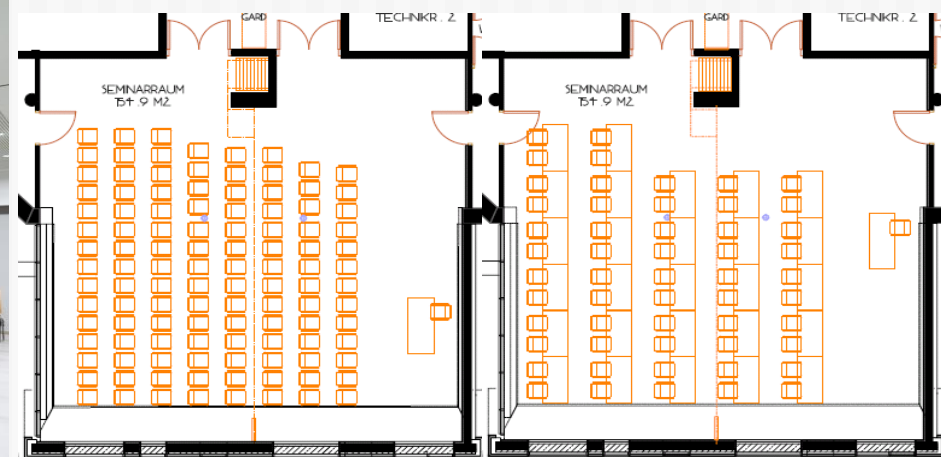 GARD
TECHNIKR. 2
SEMINARRAUM
154.9 M2
GARD
TECHNIKR. 2
SEMINARRAUM
154.9 M2